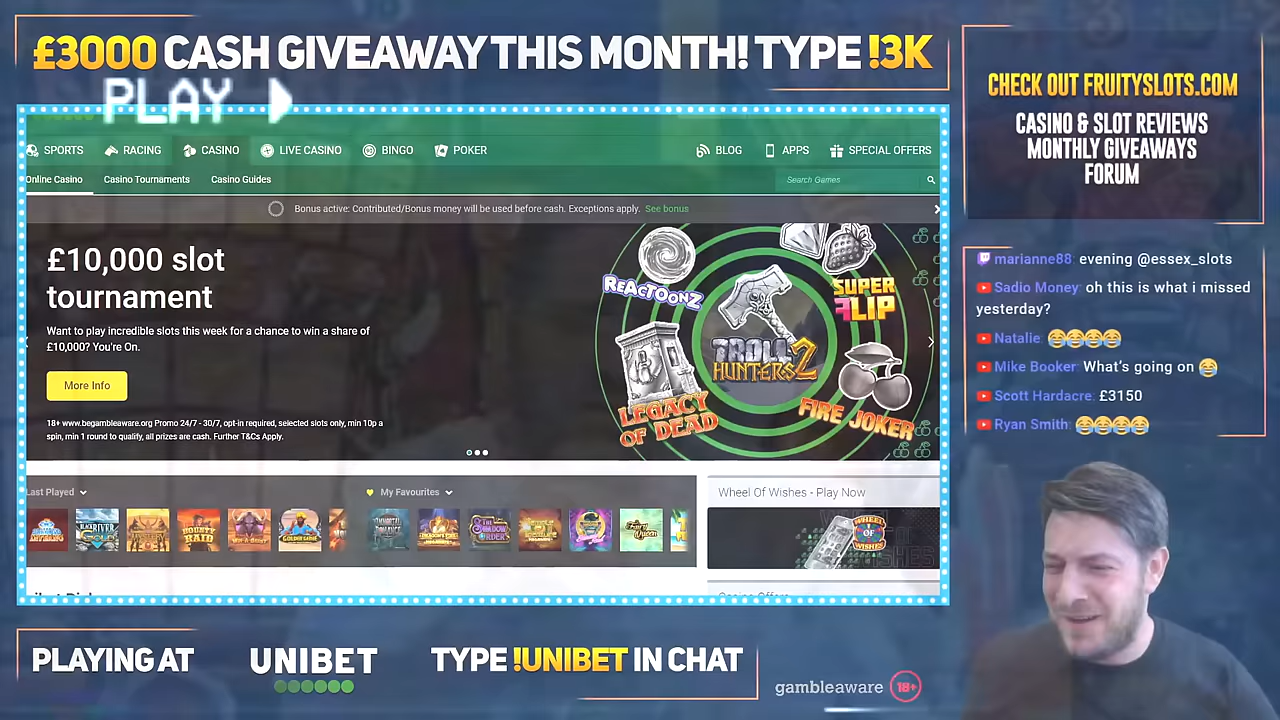 £3000 CASH GIVEAWAY THIS MONTH! TYPE !3K
PLAY
CHECK OUT FRUITYSLOTS.COM
CASINO & SLOT REVIEWS
MONTHLY GIVEAWAYS
FORUM
SPORTS RACING CASINO LIVE CASINO BINGO POKER BLOG APPS SPECIAL OFFERS
Online Casino Casino Tournaments Casino Guides Search Games
Bonus active: Contributed/Bonus money will be used before cash. Exceptions apply. See bonus
£10,000 slot
tournament
Want to play incredible slots this week for a chance to win a share of
£10,000? You're On.
More Info
18+ www.begambleaware.org Promo 24/7 - 30/7, opt-in required, selected slots only, min 10p a
spin, min 1 round to qualify, all prizes are cash. Further T&Cs Apply.
REACTOONZ
SUPER
FLIP
TROLL
HUNTERS 2
LEGACY
OF DEAD
FIRE JOKER
Last Played My Favourites
Wheel Of Wishes - Play Now
BLACK RIVER
GOLD
BOUNTY
RAID
WHEEL
OF
WISHES
marianne88: evening @essex_slots
Sadio Money: oh this is what i missed
yesterday?
Natalie: 😂😂😂😂
Mike Booker: What's going on 😂
Scott Hardacre: £3150
Ryan Smith: 😂😂😂😂
PLAYING AT UNIBET TYPE !UNIBET IN CHAT
gambleaware 18+